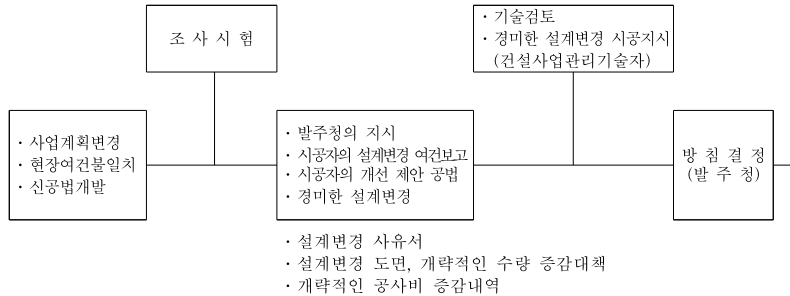 조 사 시 험
· 기술검토
· 경미한 설계변경 시공지시
(건설사업관리기술자)
· 사업계획변경
· 현장여건불일치
· 신공법개발
· 발주청의 지시
· 시공자의 설계변경 여건보고
· 시공자의 개선 제안 공법
· 경미한 설계변경
방 침 결 정
(발 주 청)
· 설계변경 사유서
· 설계변경 도면, 개략적인 수량 증감대책
· 개략적인 공사비 증감내역